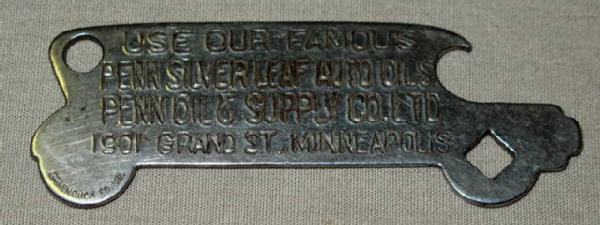 USE OUR FAMOUS
PENN SILVER LEAF AUTO OILS
PENN OIL & SUPPLY CO. LTD
1901 GRAND ST., MINNEAPOLIS